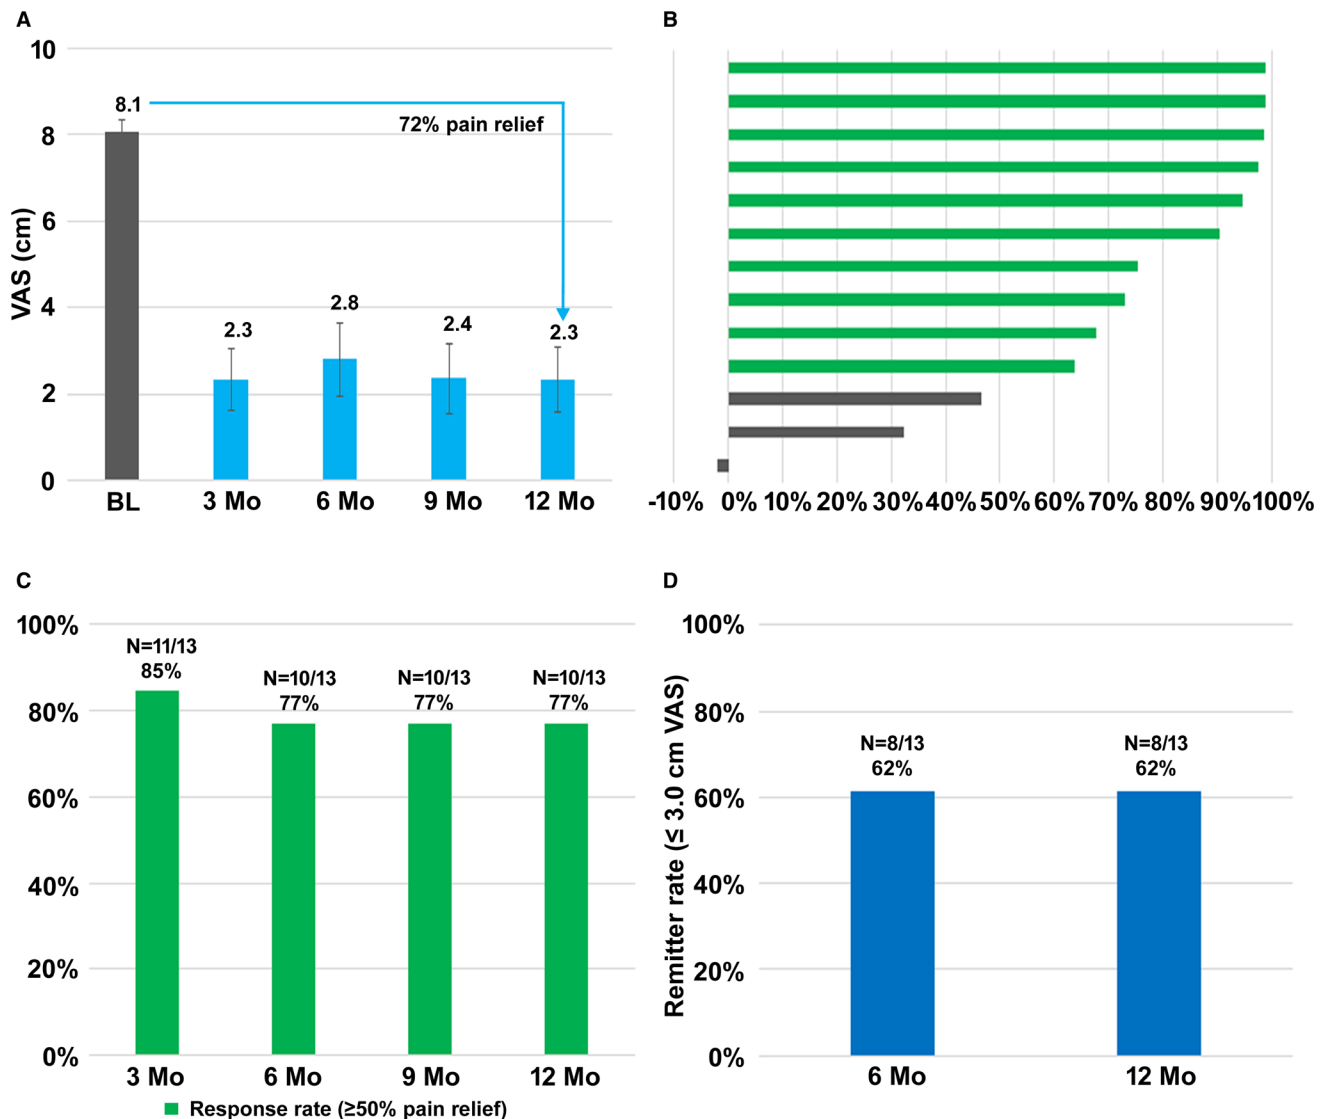 A
10
8
6
4
2
0
VAS (cm)
8.1
72% pain relief
2.3
2.8
2.4
2.3
BL
3 Mo
6 Mo
9 Mo
12 Mo
B
-10% 0% 10% 20% 30% 40% 50% 60% 70% 80% 90% 100%
C
100%
80%
60%
40%
20%
0%
N=11/13
85%
N=10/13
77%
N=10/13
77%
N=10/13
77%
3 Mo
6 Mo
9 Mo
12 Mo
Response rate (≥50% pain relief)
D
Remitter rate (≤ 3.0 cm VAS)
100%
80%
60%
40%
20%
0%
N=8/13
62%
N=8/13
62%
6 Mo
12 Mo